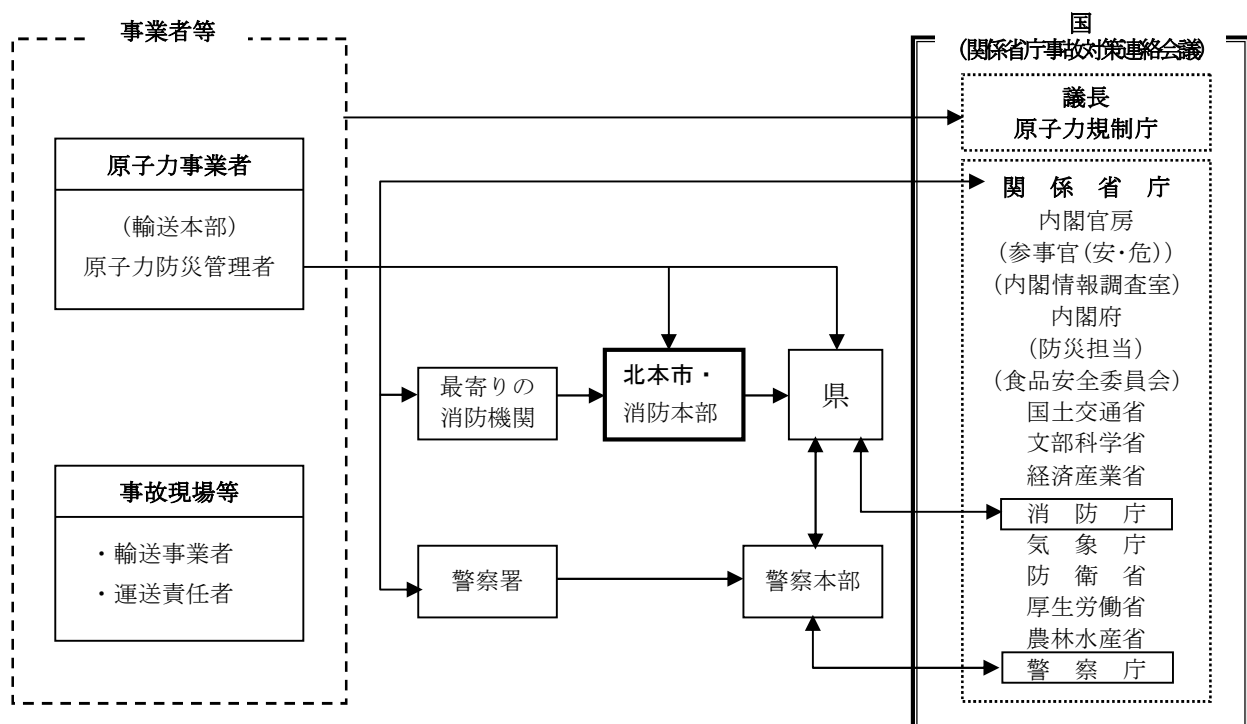 事業者等
原子力事業者
(輸送本部)
原子力防災管理者
事故現場等
・輸送事業者
・運送責任者
最寄りの
消防機関
北本市・
消防本部
県
警察署
警察本部
国
(関係省庁事故対策連絡会議)
議長
原子力規制庁
関 係 省 庁
内閣官房
(参事官(安・危))
(内閣情報調査室)
内閣府
(防災担当)
(食品安全委員会)
国土交通省
文部科学省
経済産業省
消 防 庁
気 象 庁
防 衛 省
厚生労働省
農林水産省
警 察 庁